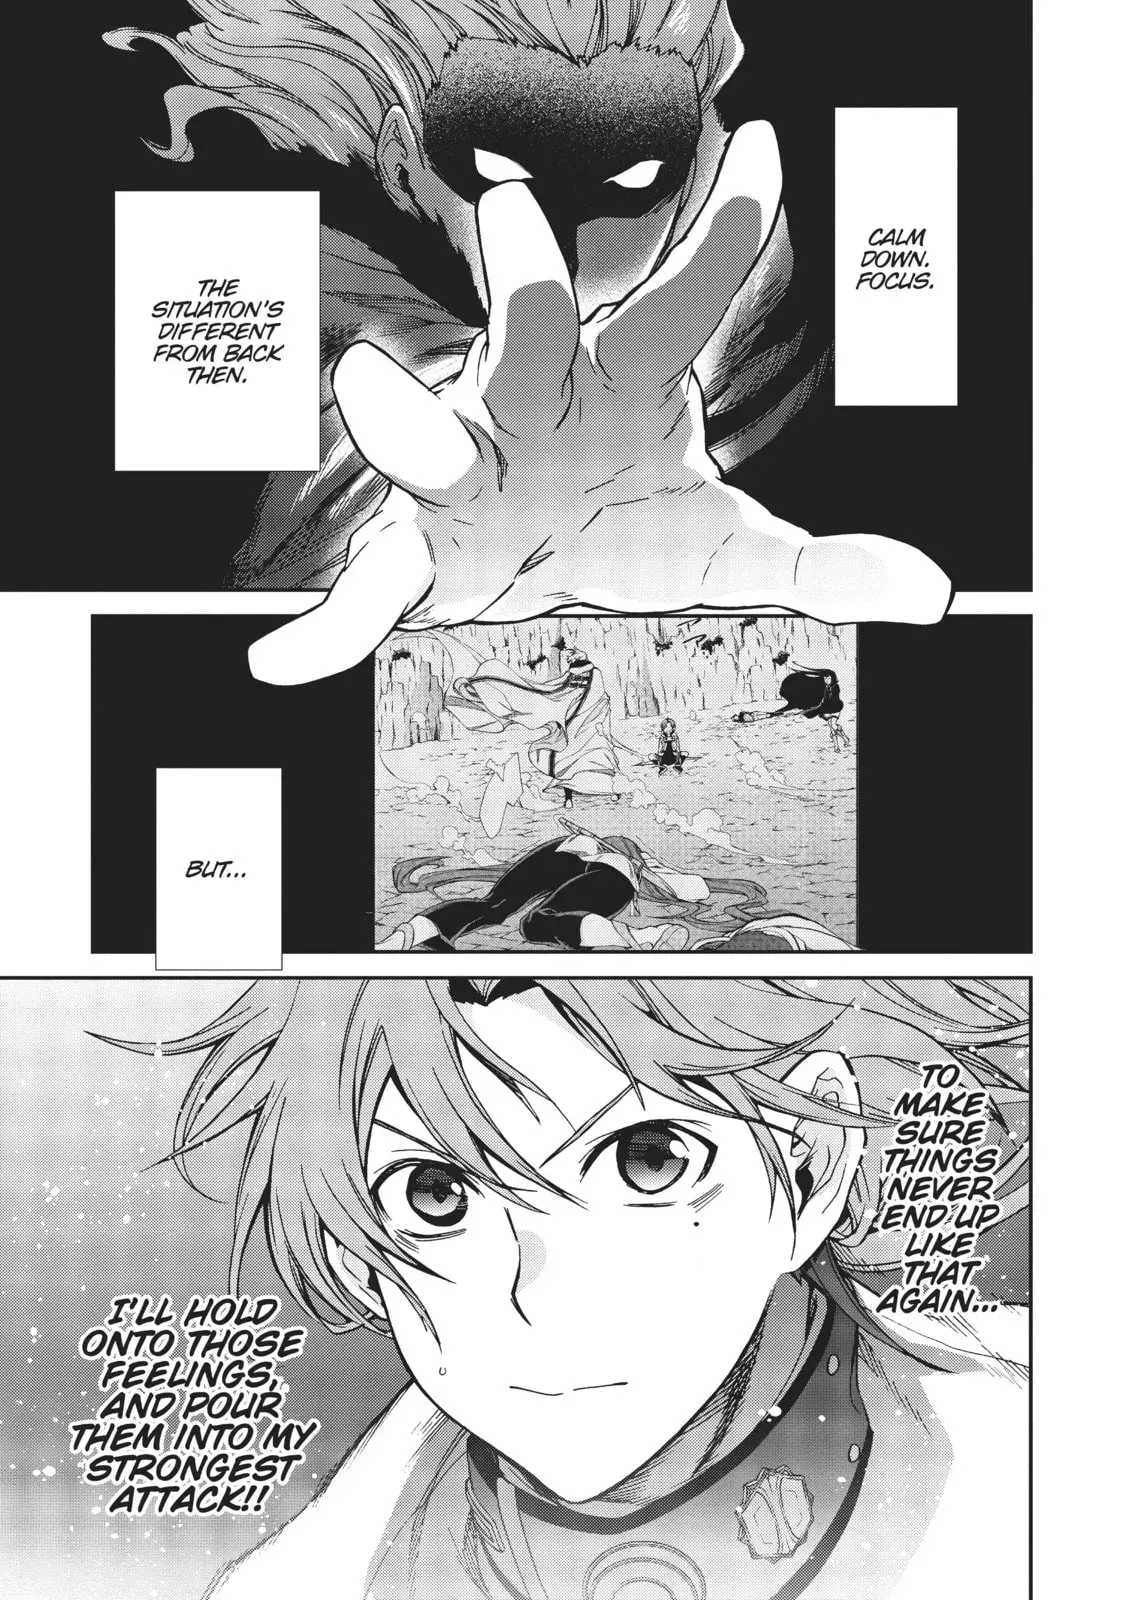 CALM
DOWN.
FOCUS.
THE
SITUATION'S
DIFFERENT
FROM BACK
THEN.
BUT...
TO
MAKE
SURE
THINGS
NEVER
END UP
LIKE
THAT
AGAIN...
I'LL HOLD
ONTO THOSE
FEELINGS,
AND POUR
THEM INTO MY
STRONGEST
ATTACK!!